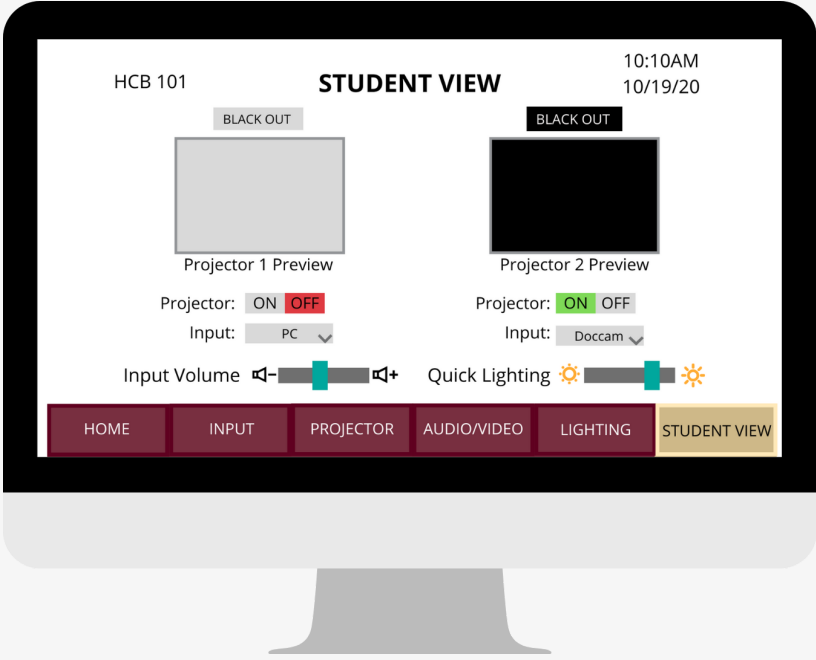 HCB 101
STUDENT VIEW
10:10AM
10/19/20
BLACK OUT
BLACK OUT
Projector 1 Preview
Projector 2 Preview
Projector: ON OFF
Projector: ON OFF
Input: PC
Input: Doccam
Input Volume - +
Quick Lighting
HOME
INPUT
PROJECTOR
AUDIO/VIDEO
LIGHTING
STUDENT VIEW